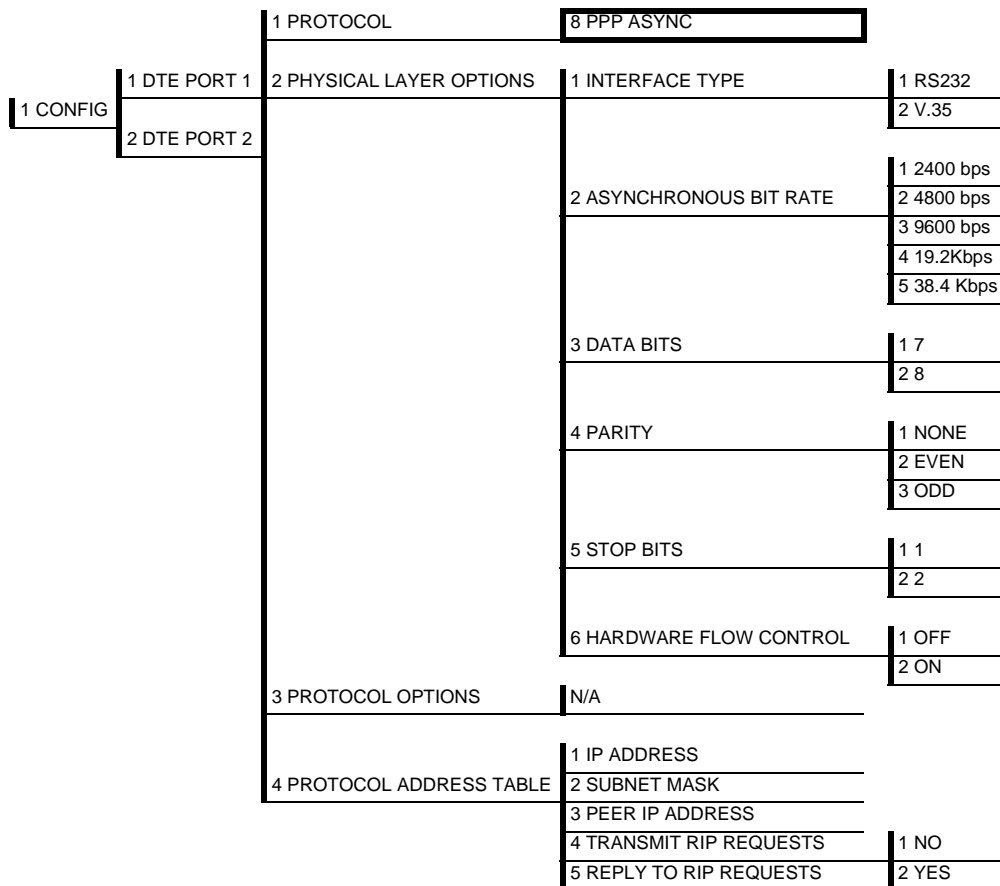 1 PROTOCOL
8 PPP ASYNC
1 DTE PORT 1
2 PHYSICAL LAYER OPTIONS
1 INTERFACE TYPE
1 RS232
1 CONFIG
2 V.35
2 DTE PORT 2
1 2400 bps
2 ASYNCHRONOUS BIT RATE
2 4800 bps
3 9600 bps
4 19.2Kbps
5 38.4 Kbps
3 DATA BITS
1 7
2 8
4 PARITY
1 NONE
2 EVEN
3 ODD
5 STOP BITS
1 1
2 2
6 HARDWARE FLOW CONTROL
1 OFF
2 ON
3 PROTOCOL OPTIONS
N/A
1 IP ADDRESS
4 PROTOCOL ADDRESS TABLE
2 SUBNET MASK
3 PEER IP ADDRESS
4 TRANSMIT RIP REQUESTS
1 NO
5 REPLY TO RIP REQUESTS
2 YES